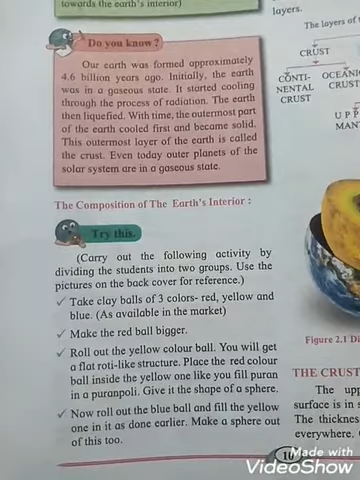 towards the earth's interior)
Do you know ?
Our earth was formed approximately
4.6 billion years ago. Initially, the earth
was in a gaseous state. It started cooling
through the process of radiation. The earth
then liquefied. With time, the outermost part
of the earth cooled first and became solid.
This outermost layer of the earth is called
the crust. Even today outer planets of the
solar system are in a gaseous state.
The Composition of The Earth's Interior :
Try this.
(Carry out the following activity by
dividing the students into two groups. Use the
pictures on the back cover for reference.)
✓ Take clay balls of 3 colors- red, yellow and
blue. (As available in the market)
✓ Make the red ball bigger.
✓ Roll out the yellow colour ball. You will get
a flat roti-like structure. Place the red colour
ball inside the yellow one like you fill puran
in a puranpoli. Give it the shape of a sphere.
✓ Now roll out the blue ball and fill the yellow
one in it as done earlier. Make a sphere out
of this too.
layers.
The layers of
CRUST
CONTI-
NENTAL
CRUST
OCEANIC
CRUST
Figure 2.1
THE CRUST
The
surface is in
The
everywhere.
10
Made with
VideoShow